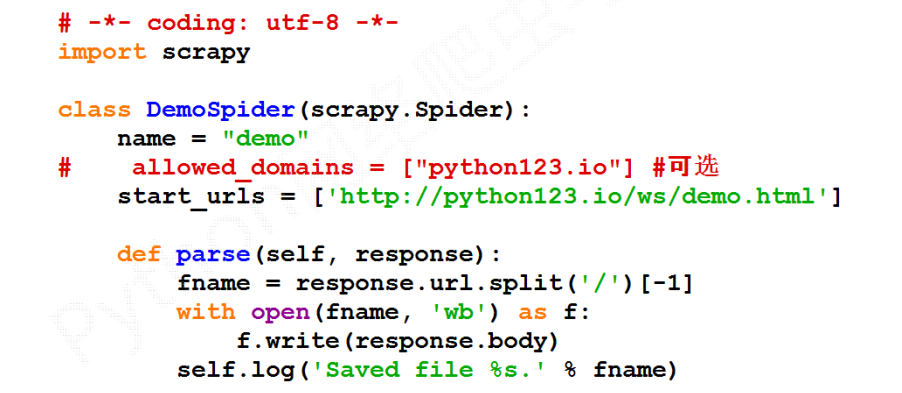 # -*- coding: utf-8 -*-
import scrapy
class DemoSpider(scrapy.Spider):
    name = "demo"
#    allowed_domains = ["python123.io"] #可选
    start_urls = ['http://python123.io/ws/demo.html']
    def parse(self, response):
        fname = response.url.split('/')[-1]
        with open(fname, 'wb') as f:
            f.write(response.body)
        self.log('Saved file %s.' % fname)